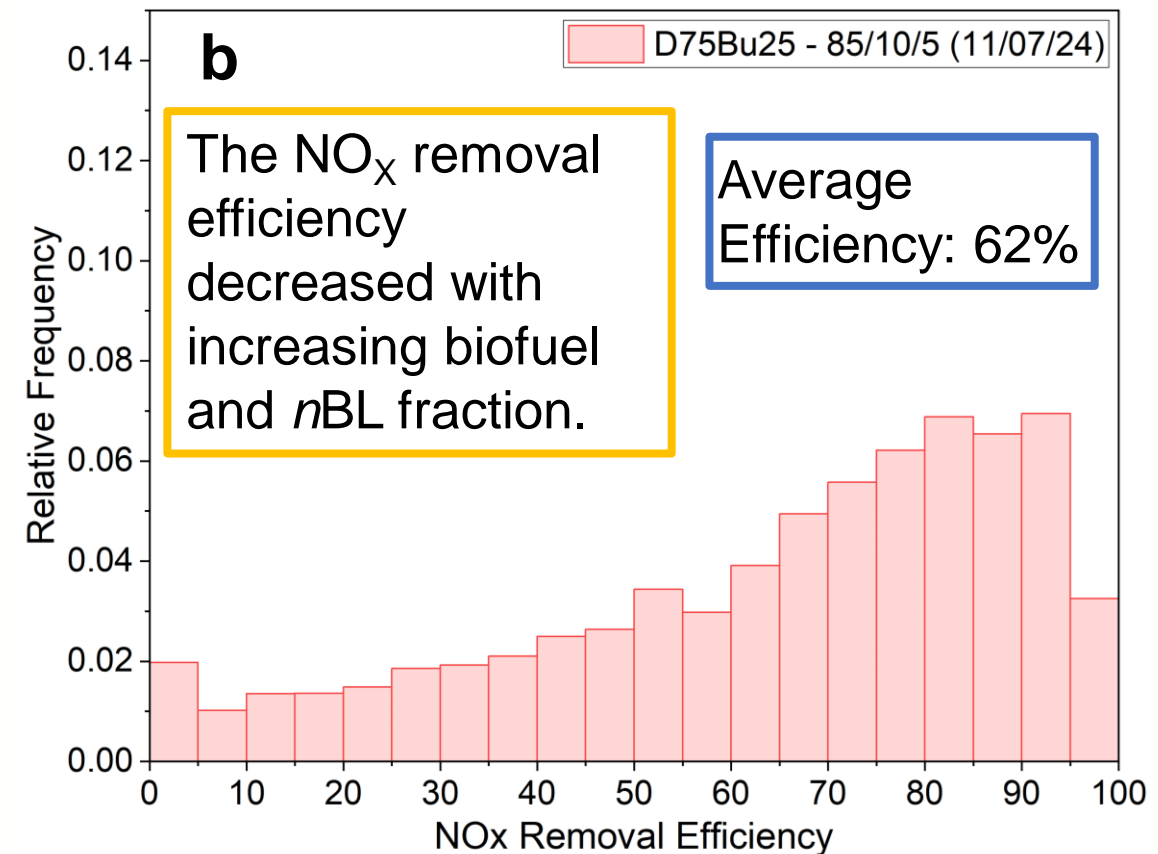 b
D75Bu25 - 85/10/5 (11/07/24)
The NOX removal
efficiency
decreased with
increasing biofuel
and nBL fraction.
Average
Efficiency: 62%
Relative Frequency
0.14
0.12
0.10
0.08
0.06
0.04
0.02
0.00
0 10 20 30 40 50 60 70 80 90 100
NOx Removal Efficiency